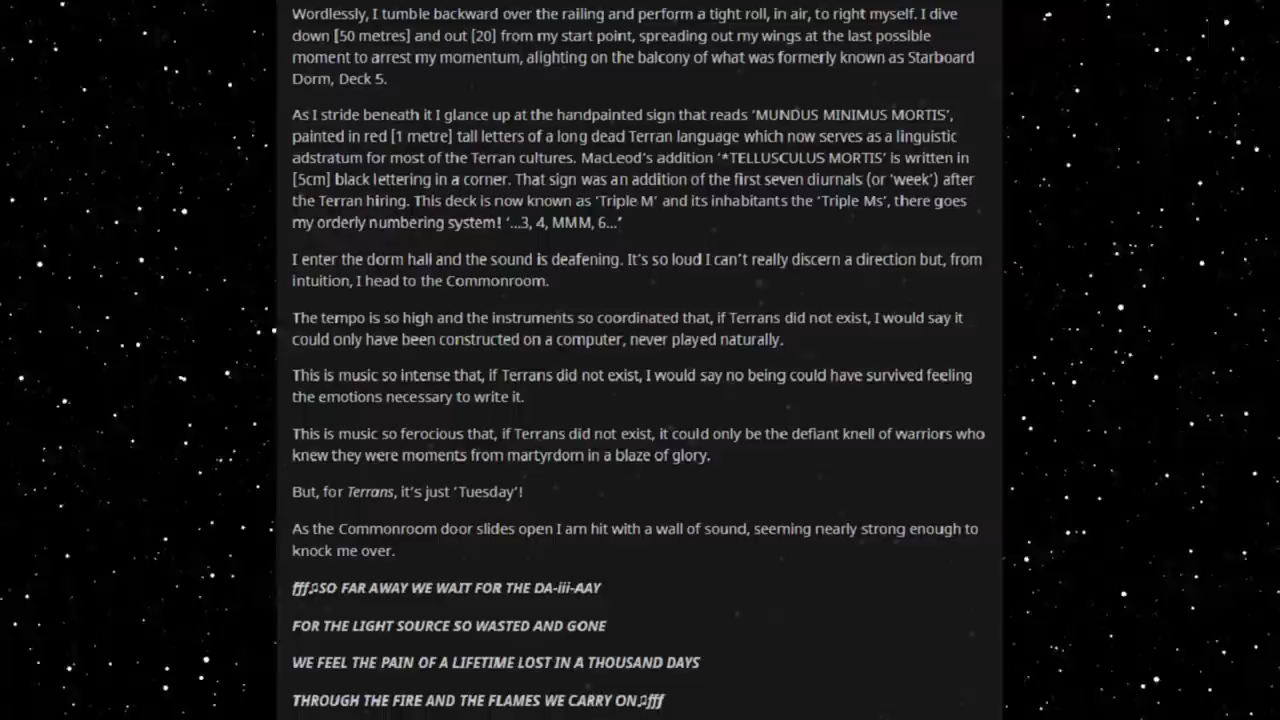 Wordlessly, I tumble backward over the railing and perform a tight roll, in air, to right myself. I dive
down [50 metres] and out [20] from my start point, spreading out my wings at the last possible
moment to arrest my momentum, alighting on the balcony of what was formerly known as Starboard
Dorm, Deck 5.
As I stride beneath it I glance up at the handpainted sign that reads ‘MUNDUS MINIMUS MORTIS’,
painted in red [1 metre] tall letters of a long dead Terran language which now serves as a linguistic
adstratum for most of the Terran cultures. MacLeod’s addition ‘*TELLUSCULUS MORTIS’ is written in
[5cm] black lettering in a corner. That sign was an addition of the first seven diurnals (or ‘week’) after
the Terran hiring. This deck is now known as ‘Triple M’ and its inhabitants the ‘Triple Ms’, there goes
my orderly numbering system! ‘...3, 4, MMM, 6...’
I enter the dorm hall and the sound is deafening. It’s so loud I can’t really discern a direction but, from
intuition, I head to the Commonroom.
The tempo is so high and the instruments so coordinated that, if Terrans did not exist, I would say it
could only have been constructed on a computer, never played naturally.
This is music so intense that, if Terrans did not exist, I would say no being could have survived feeling
the emotions necessary to write it.
This is music so ferocious that, if Terrans did not exist, it could only be the defiant knell of warriors who
knew they were moments from martyrdom in a blaze of glory.
But, for Terrans, it’s just ‘Tuesday’!
As the Commonroom door slides open I am hit with a wall of sound, seeming nearly strong enough to
knock me over.
fff♫SO FAR AWAY WE WAIT FOR THE DA-iii-AAY
FOR THE LIGHT SOURCE SO WASTED AND GONE
WE FEEL THE PAIN OF A LIFETIME LOST IN A THOUSAND DAYS
THROUGH THE FIRE AND THE FLAMES WE CARRY ON♫fff